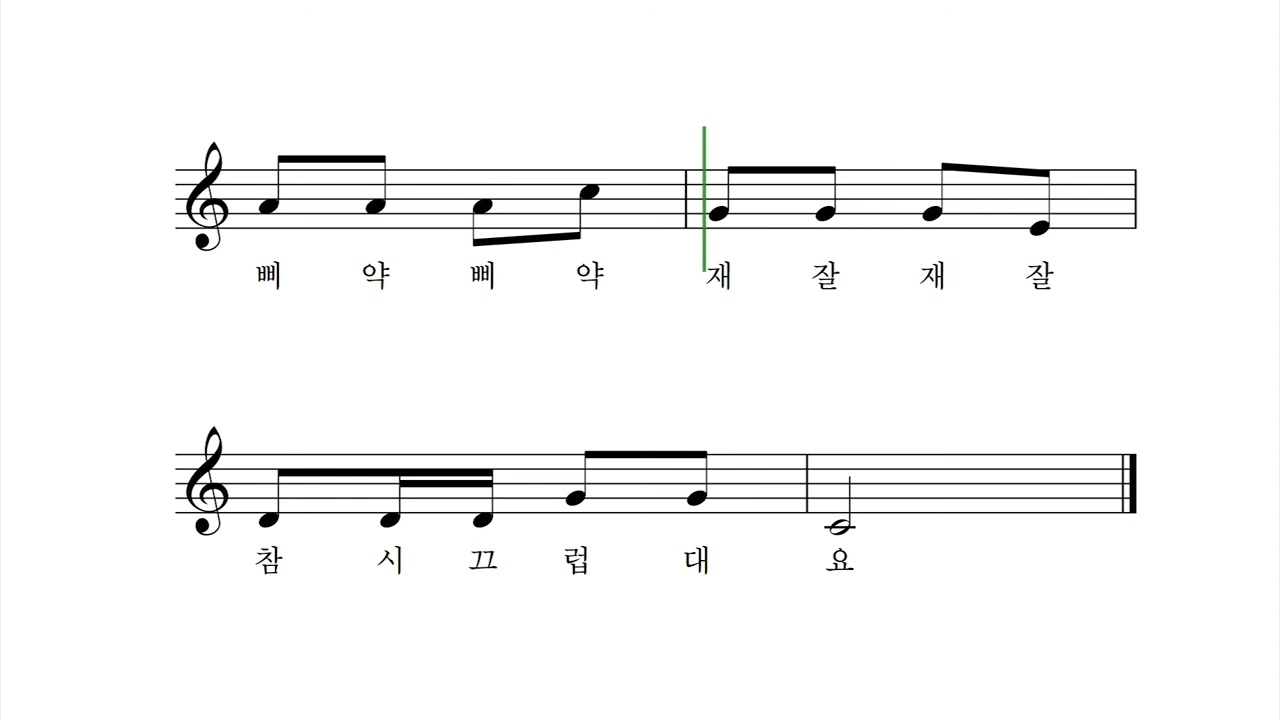 삐 약 삐 약 재 잘 재 잘
참 시 끄 럽 대 요